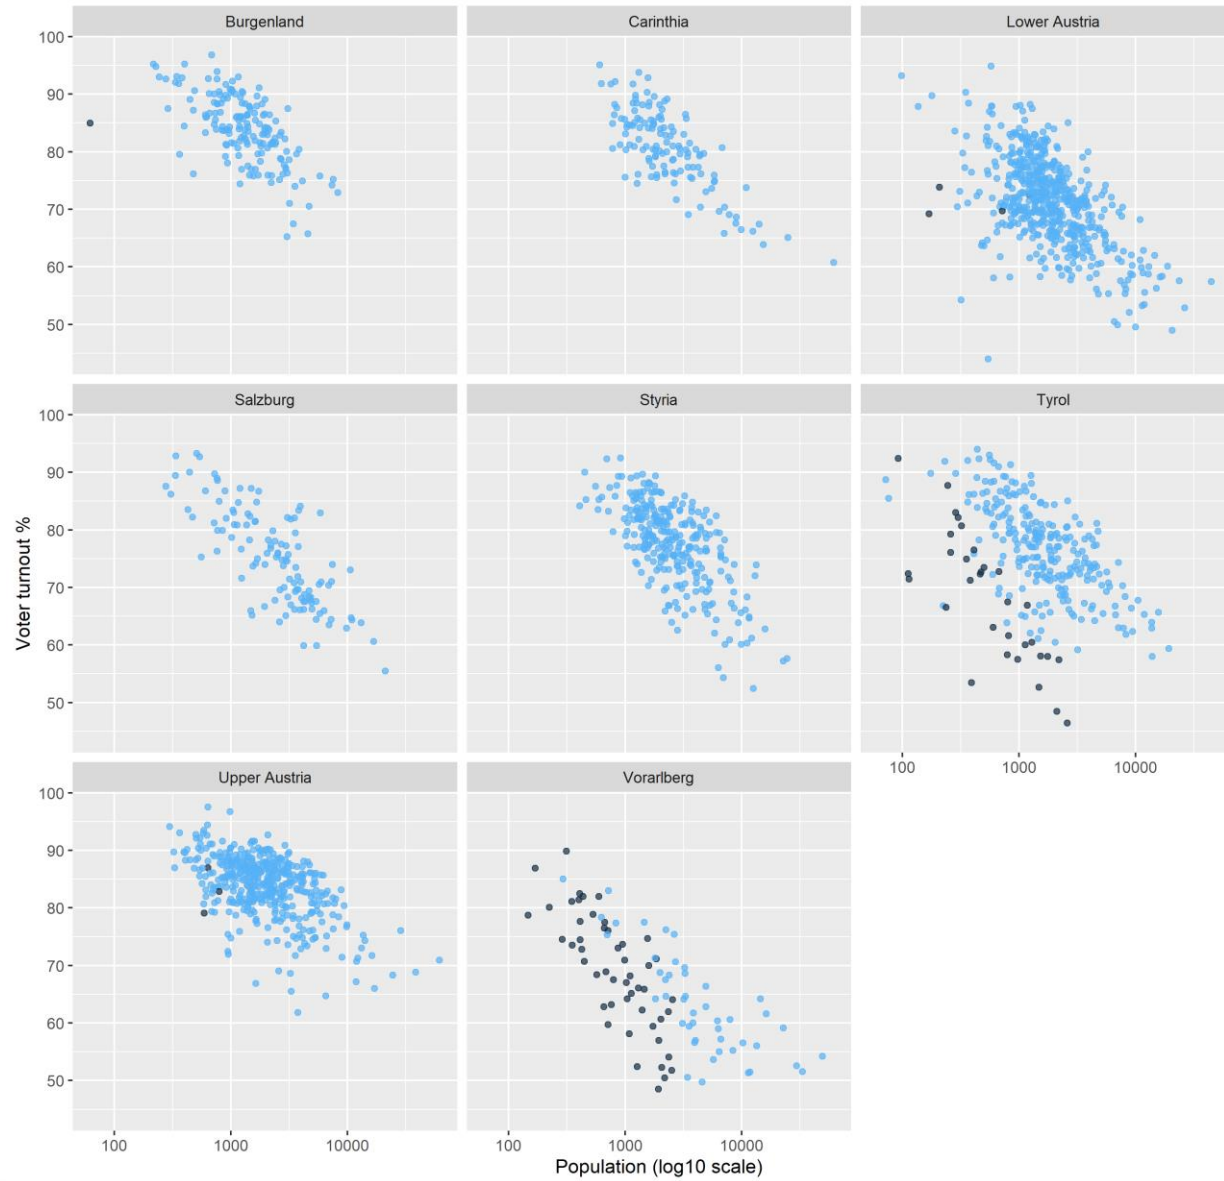 Burgenland
Carinthia
Lower Austria
100
90
80
70
60
50
Salzburg
Styria
Tyrol
Voter turnout %
100
90
80
70
60
50
100
1000
10000
Upper Austria
Vorarlberg
100
90
80
70
60
50
100
1000
10000
100
1000
10000
Population (log10 scale)